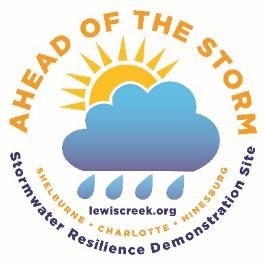 AHEAD OF THE STORM
lewiscreek.org
SHELBURNE • CHARLOTTE • HINESBURG
Stormwater Resilience Demonstration Site